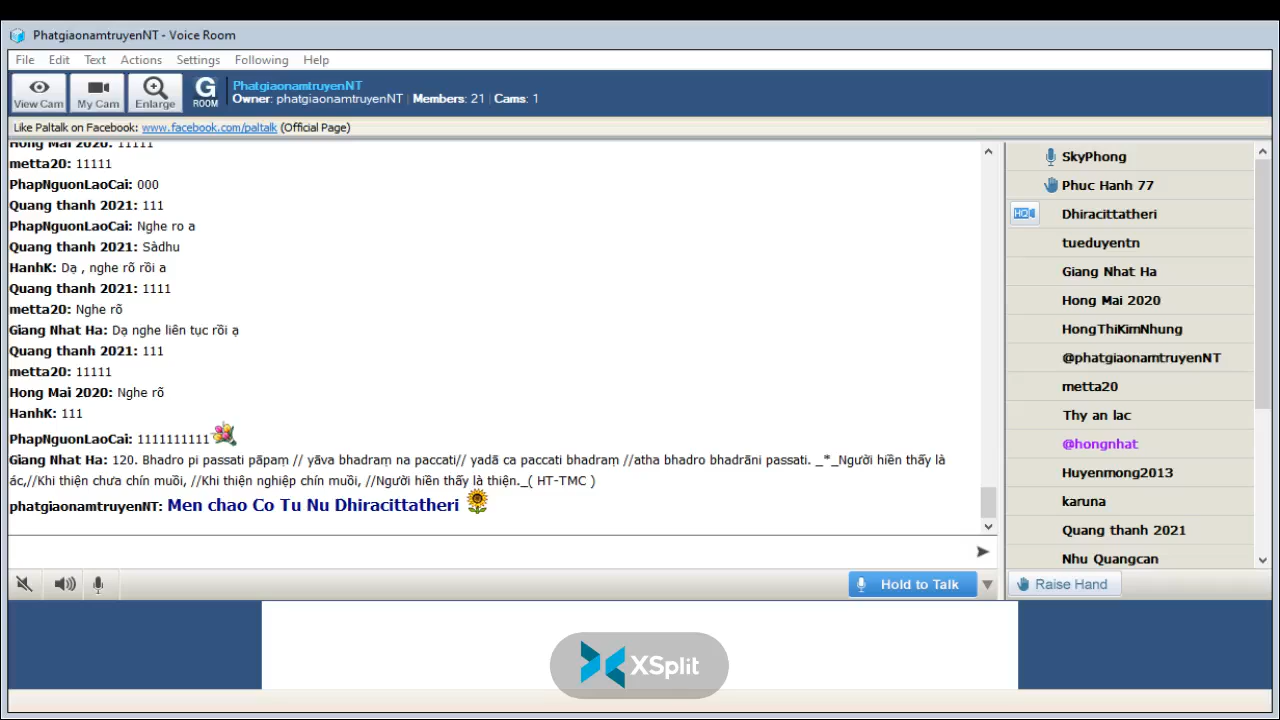 PhatgiaonamtruyenNT - Voice Room
File Edit Text Actions Settings Following Help
View Cam My Cam Enlarge G ROOM
PhatgiaonamtruyenNT
Owner: phatgiaonamtruyenNT | Members: 21 | Cams: 1
Like Paltalk on Facebook: www.facebook.com/paltalk (Official Page)
Hong Mai 2020: 11111
metta20: 11111
PhapNguonLaoCai: 000
Quang thanh 2021: 111
PhapNguonLaoCai: Nghe ro a
Quang thanh 2021: Sàdhu
HanhK: Dạ , nghe rõ rồi a
Quang thanh 2021: 1111
metta20: Nghe rõ
Giang Nhat Ha: Dạ nghe liên tục rồi ạ
Quang thanh 2021: 111
metta20: 11111
Hong Mai 2020: Nghe rõ
HanhK: 111
PhapNguonLaoCai: 1111111111
Giang Nhat Ha: 120. Bhadro pi passati pāpaṃ // yāva bhadraṃ na paccati// yadā ca paccati bhadraṃ //atha bhadro bhadrāni passati. _*_Người hiền thấy là
ác,//Khi thiện chưa chín muồi, //Khi thiện nghiệp chín muồi, //Người hiền thấy là thiện._( HT-TMC )
phatgiaonamtruyenNT: Men chao Co Tu Nu Dhiracittatheri
SkyPhong
Phuc Hanh 77
HQ Dhiracittatheri
tueduyentn
Giang Nhat Ha
Hong Mai 2020
HongThiKimNhung
@phatgiaonamtruyenNT
metta20
Thy an lac
@hongnhat
Huyenmong2013
karuna
Quang thanh 2021
Nhu Quangcan
Hold to Talk
Raise Hand
XSplit